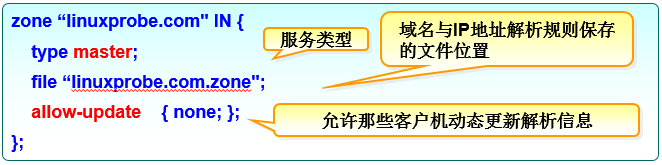 zone “linuxprobe.com" IN {
type master;
服务类型
域名与IP地址解析规则保存
的文件位置
file “linuxprobe.com.zone";
allow-update { none; };
允许那些客户机动态更新解析信息
};